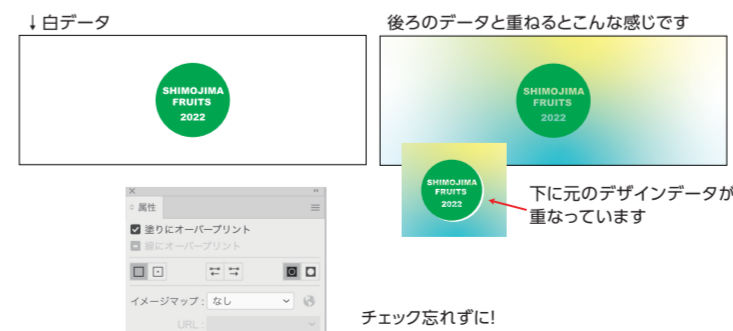 ↓白データ
SHIMOJIMA
FRUITS
2022
後ろのデータと重ねるとこんな感じです
SHIMOJIMA
FRUITS
2022
SHIMOJIMA
FRUITS
2022
下に元のデザインデータが
重なっています
属性
塗りにオーバープリント
線にオーバープリント
イメージマップ: なし
URL:
チェック忘れずに!